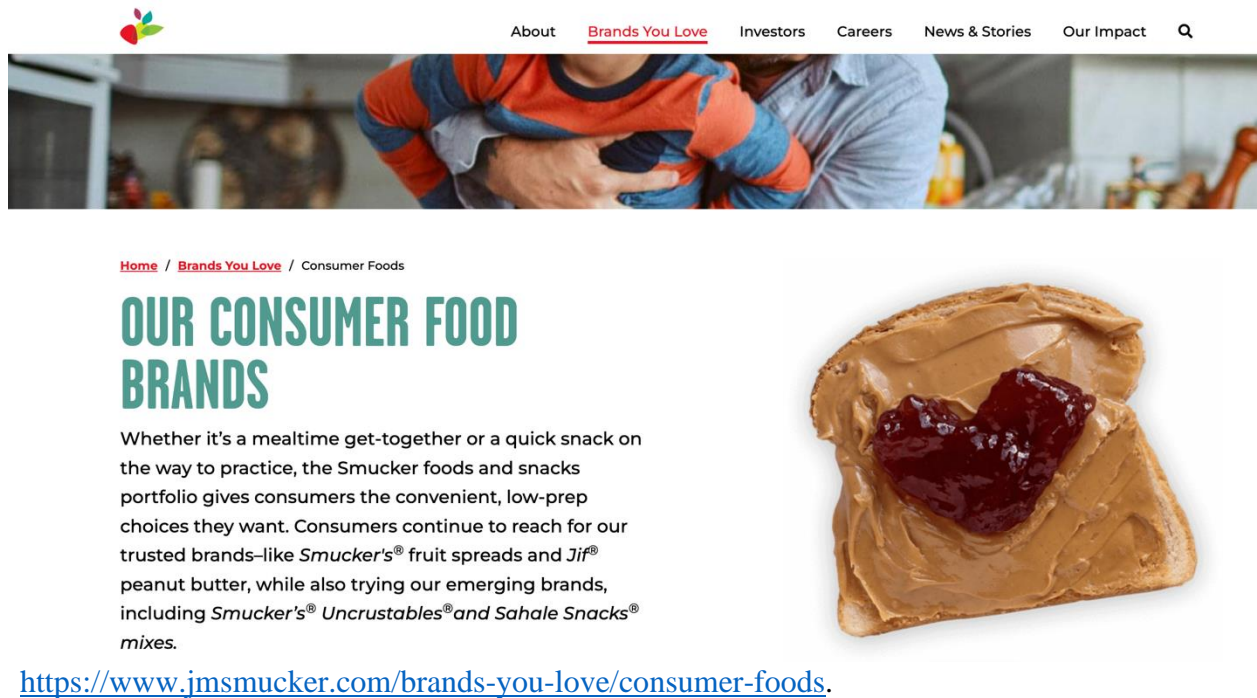 About Brands You Love Investors Careers News & Stories Our Impact
Home / Brands You Love / Consumer Foods
OUR CONSUMER FOOD
BRANDS
Whether it’s a mealtime get-together or a quick snack on
the way to practice, the Smucker foods and snacks
portfolio gives consumers the convenient, low-prep
choices they want. Consumers continue to reach for our
trusted brands–like Smucker's® fruit spreads and Jif®
peanut butter, while also trying our emerging brands,
including Smucker’s® Uncrustables®and Sahale Snacks®
mixes.
https://www.jmsmucker.com/brands-you-love/consumer-foods.